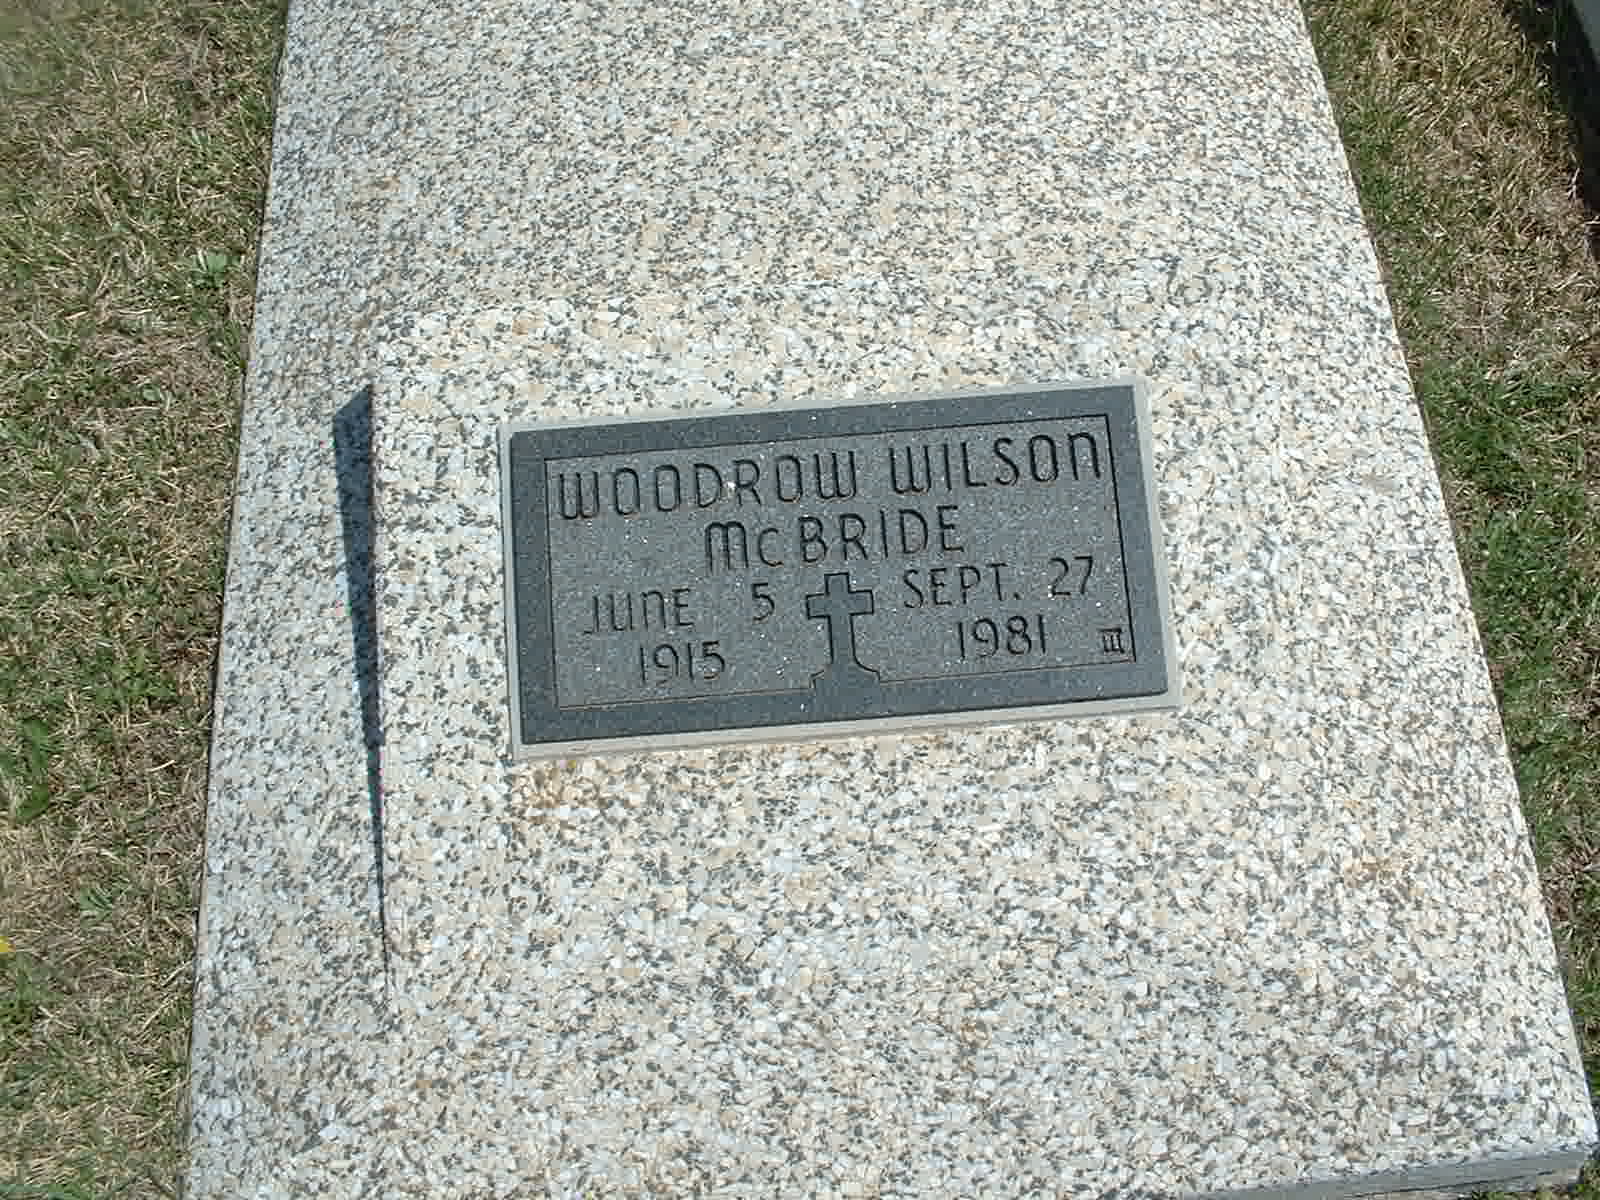 WOODROW WILSON
McBRIDE
JUNE 5 SEPT. 27
1915 1981 III